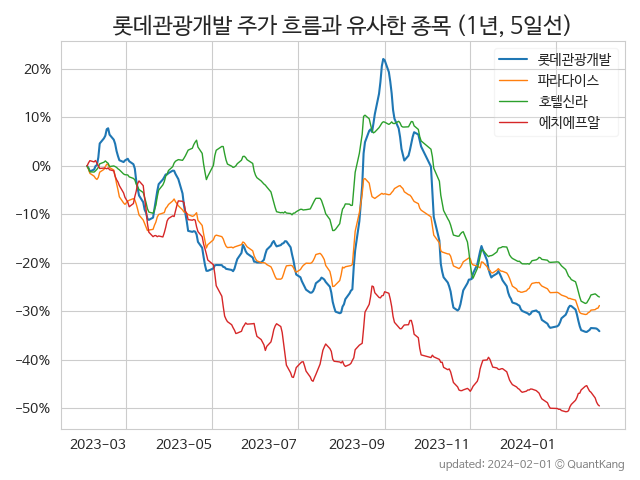 롯데관광개발 주가 흐름과 유사한 종목 (1년, 5일선)
롯데관광개발
파라다이스
호텔신라
에치에프알
20%
10%
0%
−10%
−20%
−30%
−40%
−50%
2023-03 2023-05 2023-07 2023-09 2023-11 2024-01
updated: 2024-02-01 © QuantKang